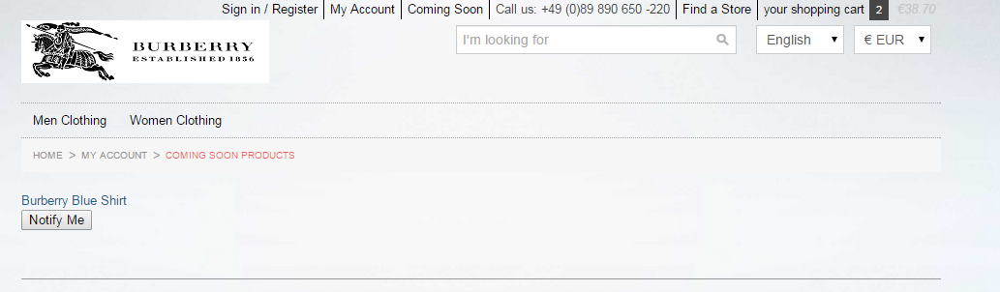 Sign in / Register My Account Coming Soon Call us: +49 (0)89 890 650 -220 Find a Store your shopping cart 2 €38.70
BURBERRY
ESTABLISHED 1856
I'm looking for
English
€ EUR
Men Clothing Women Clothing
HOME > MY ACCOUNT > COMING SOON PRODUCTS
Burberry Blue Shirt
Notify Me